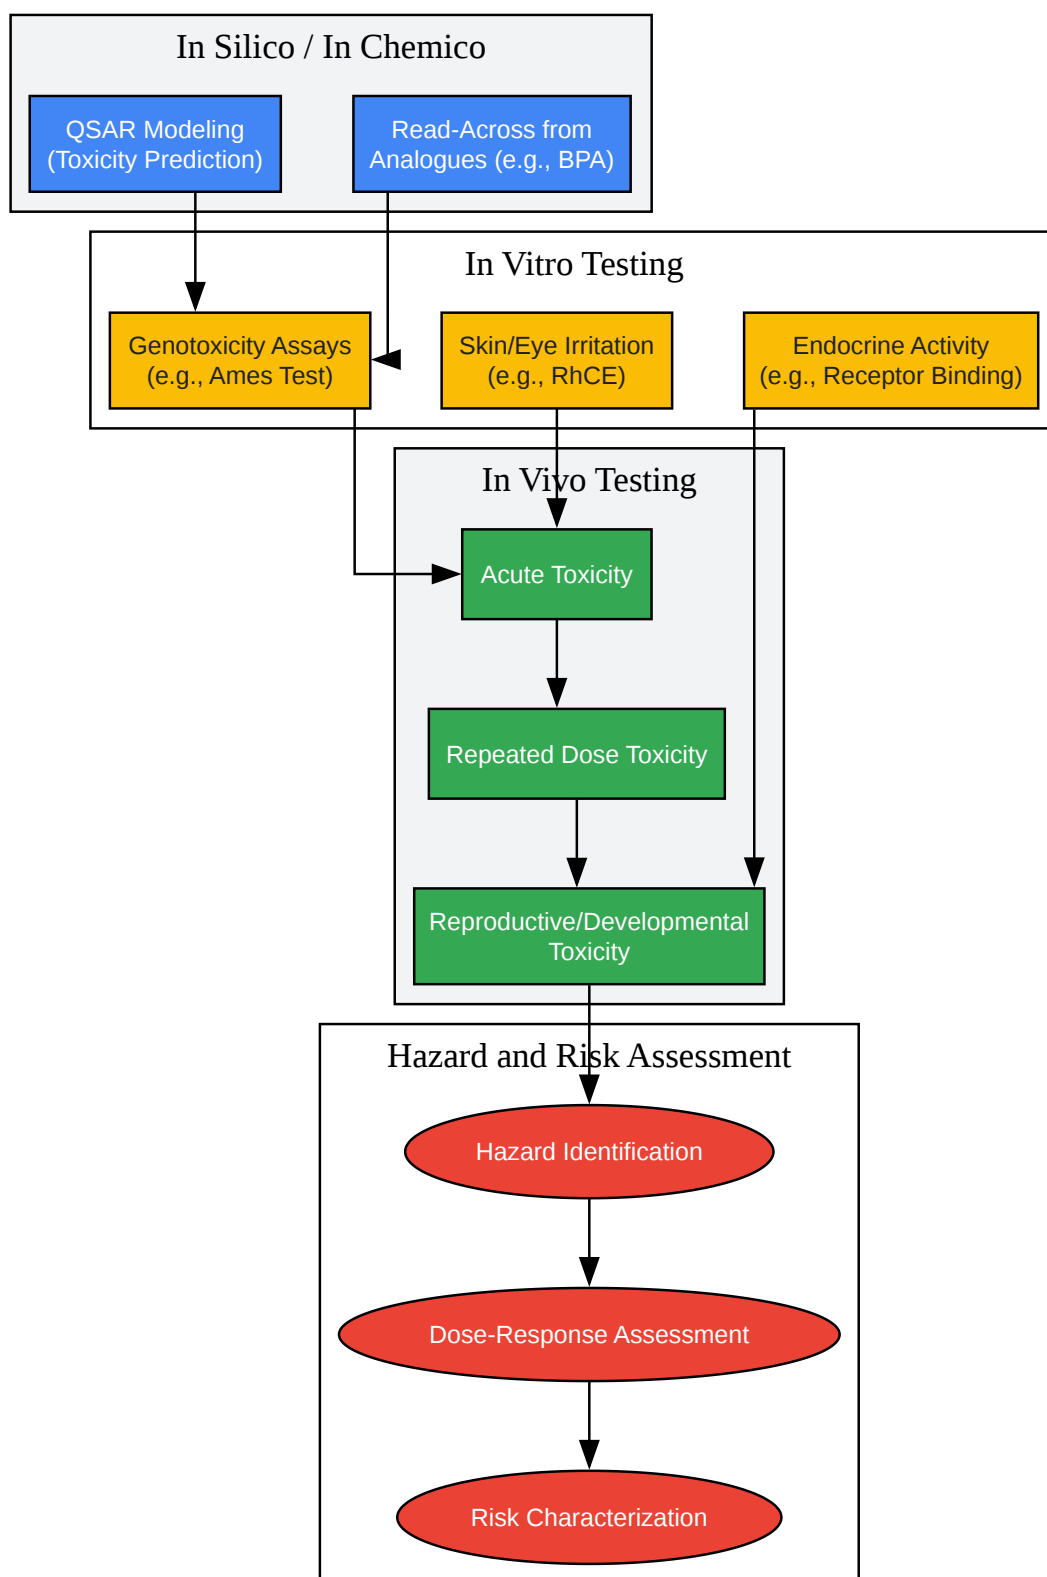 In Silico / In Chemico
QSAR Modeling
(Toxicity Prediction)
Read-Across from
Analogues (e.g., BPA)
In Vitro Testing
Genotoxicity Assays
(e.g., Ames Test)
Skin/Eye Irritation
(e.g., RhCE)
Endocrine Activity
(e.g., Receptor Binding)
In Vivo Testing
Acute Toxicity
Repeated Dose Toxicity
Reproductive/Developmental
Toxicity
Hazard and Risk Assessment
Hazard Identification
Dose-Response Assessment
Risk Characterization